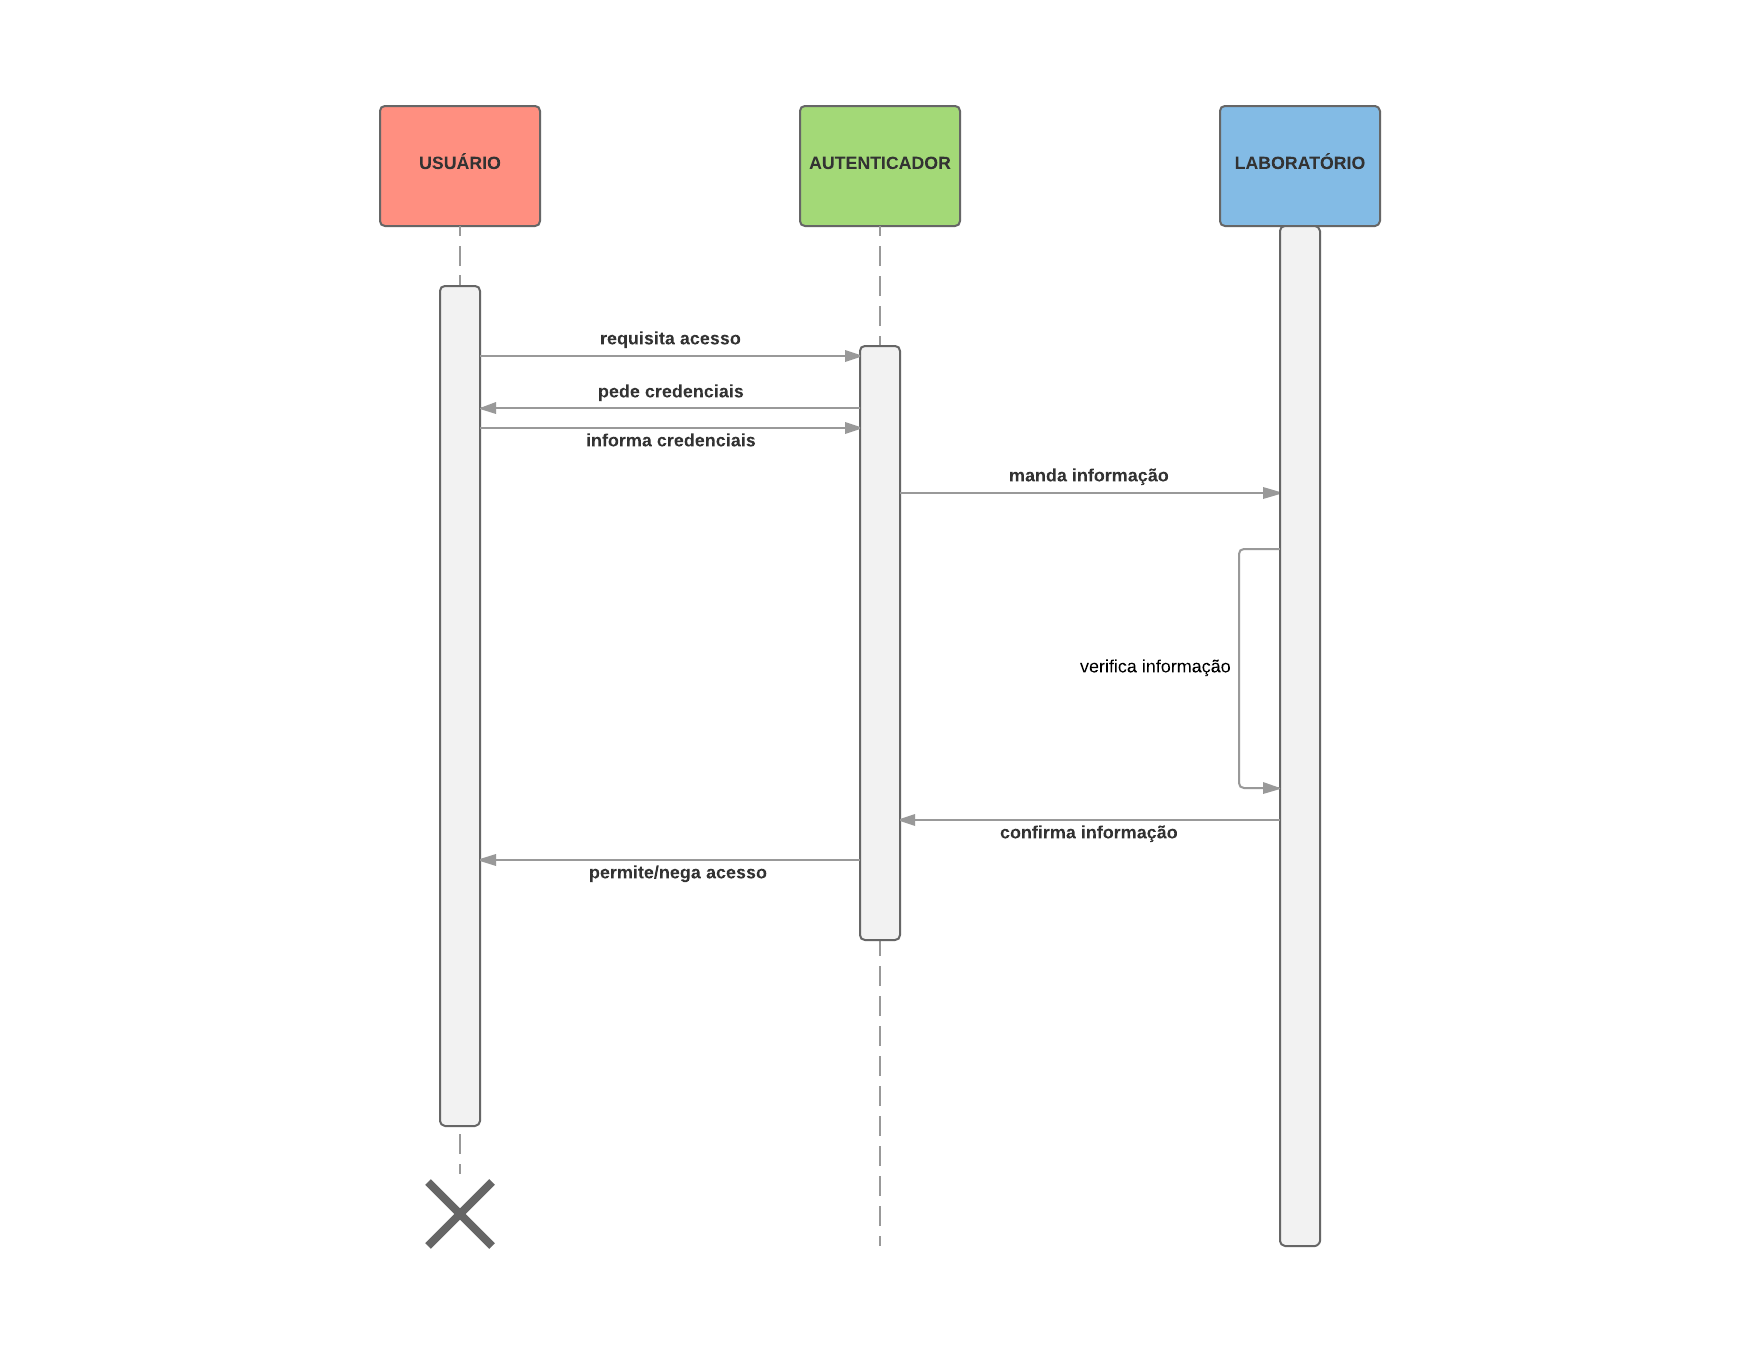 USUÁRIO
AUTENTICADOR
LABORATÓRIO
requisita acesso
pede credenciais
informa credenciais
manda informação
verifica informação
confirma informação
permite/nega acesso